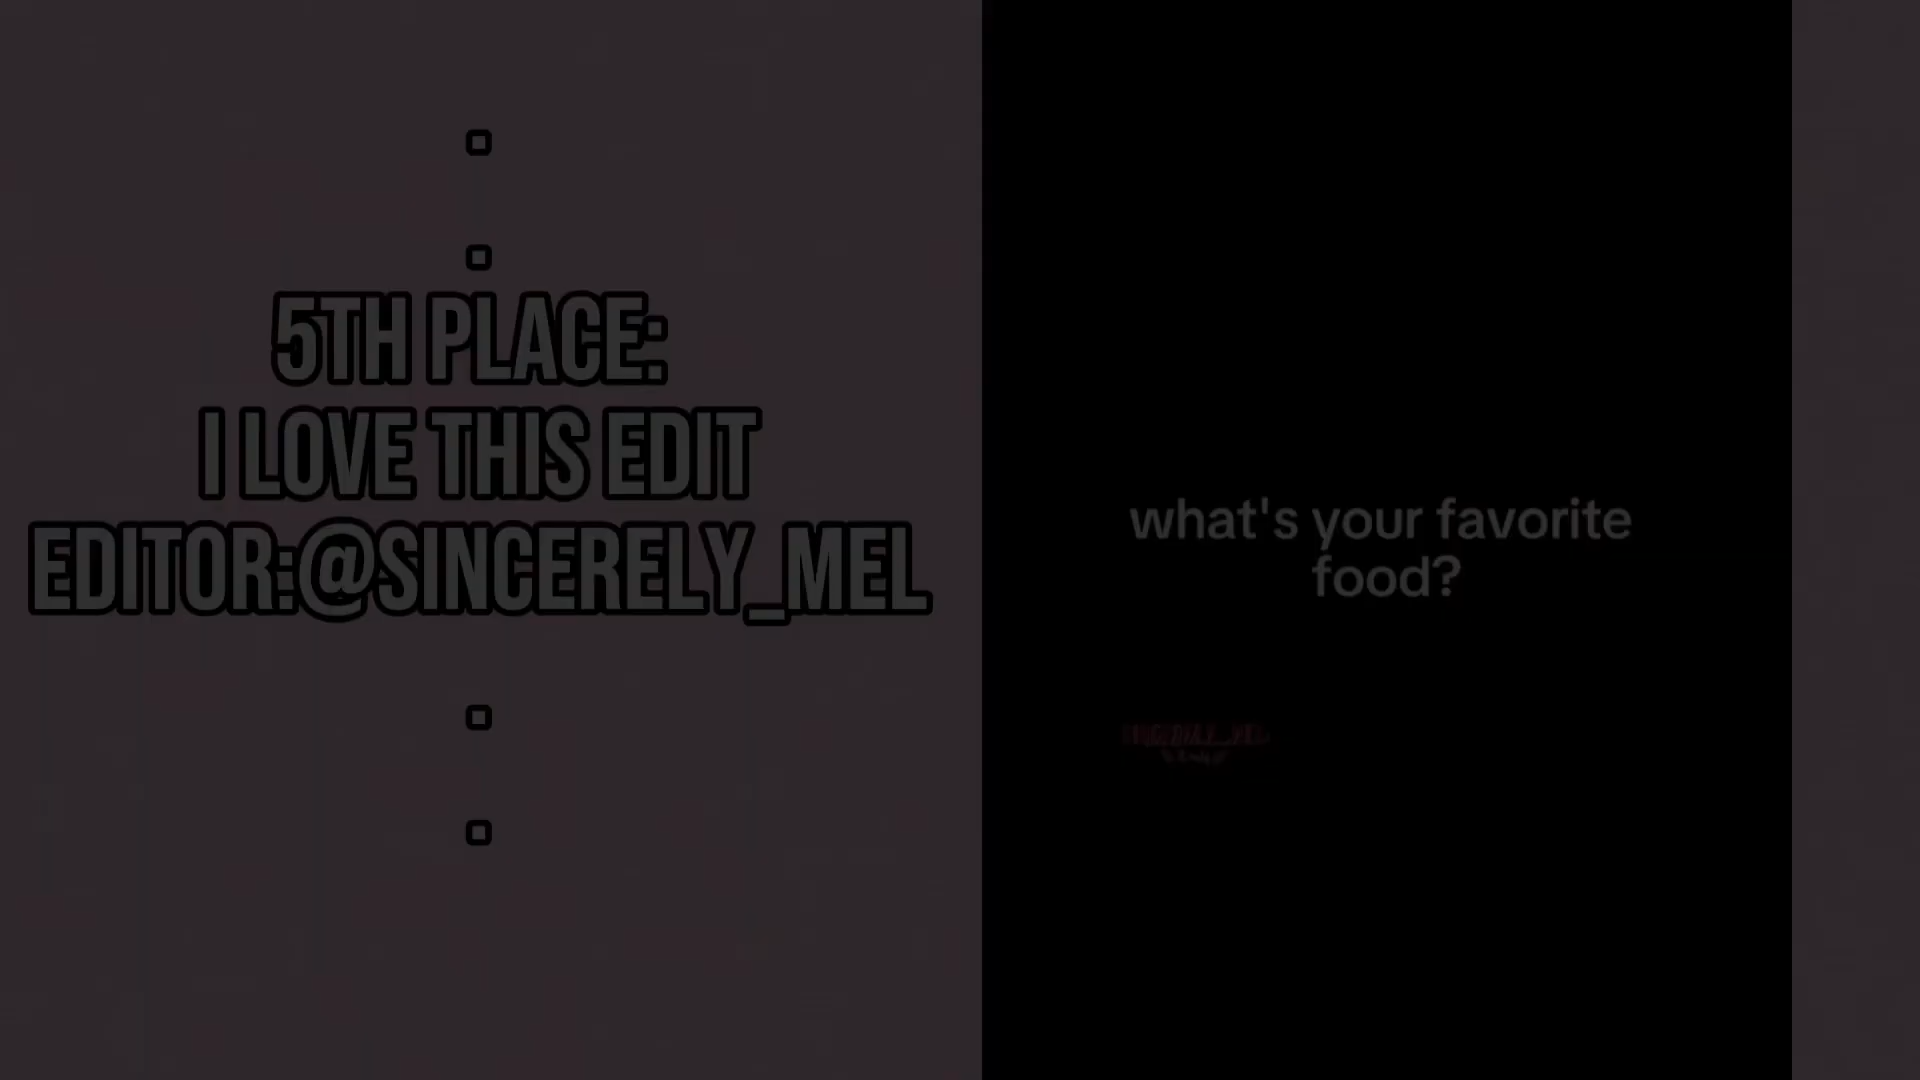 .
.
5TH PLACE:
I LOVE THIS EDIT
EDITOR:@SINCERELY_MEL
.
.
what's your favorite
food?